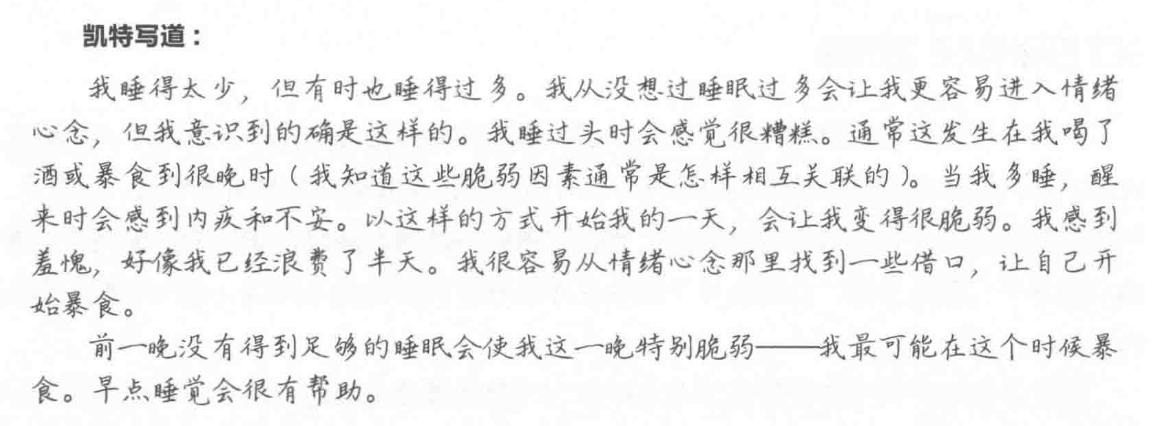 凯特写道：
我睡得太少，但有时也睡得过多。我从没想过睡眠过多会让我更容易进入情绪
心念，但我意识到的确是这样的。我睡过头时会感觉很糟糕。通常这发生在我喝了
酒或暴食到很晚时（我知道这些脆弱因素通常是怎样相互关联的）。当我多睡，醒
来时会感到内疚和不安。以这样的方式开始我的一天，会让我变得很脆弱。我感到
羞愧，好像我已经浪费了半天。我很容易从情绪心念那里找到一些借口，让自己开
始暴食。
前一晚没有得到足够的睡眠会使我这一晚特别脆弱——我最可能在这个时候暴
食。早点睡觉会很有帮助。